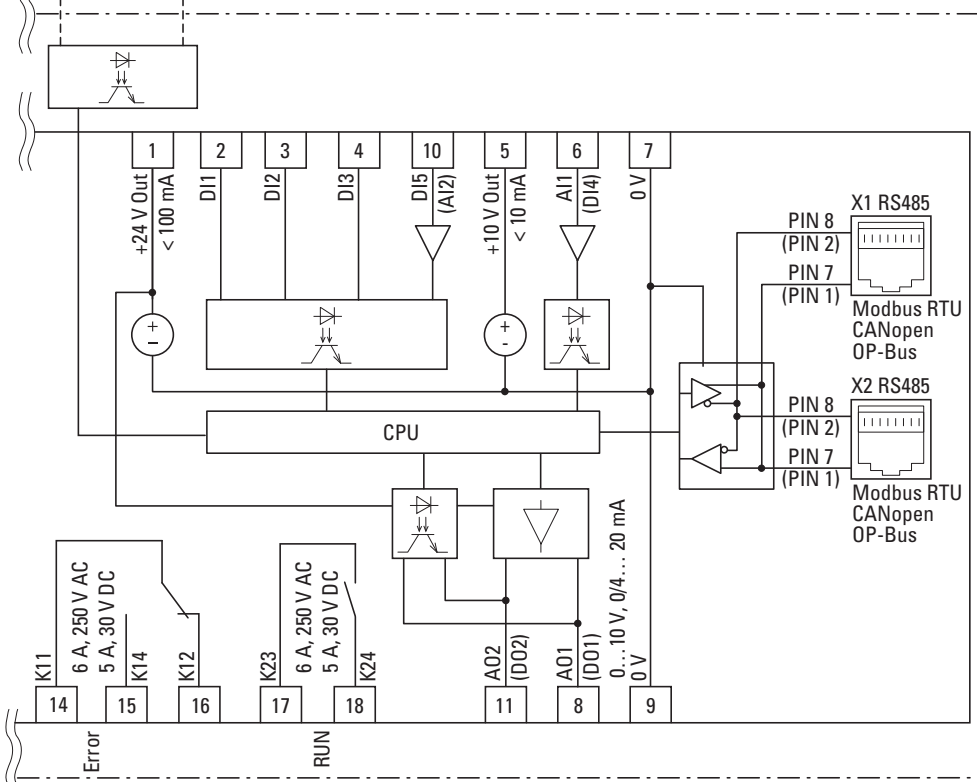 1
2
3
4
10
5
6
7
+24 V Out
< 100 mA
DI1
DI2
DI3
DI5
(AI2)
+10 V Out
< 10 mA
AI1
(DI4)
0 V
X1 RS485
PIN 8
(PIN 2)
PIN 7
(PIN 1)
Modbus RTU
CANopen
OP-Bus
+
−
+
-
X2 RS485
PIN 8
(PIN 2)
PIN 7
(PIN 1)
Modbus RTU
CANopen
OP-Bus
CPU
K11
6 A, 250 V AC
5 A, 30 V DC
K14
K12
K23
6 A, 250 V AC
5 A, 30 V DC
K24
AO2
(DO2)
AO1
(DO1)
0...10 V, 0/4... 20 mA
0 V
14
15
16
17
18
11
8
9
Error
RUN